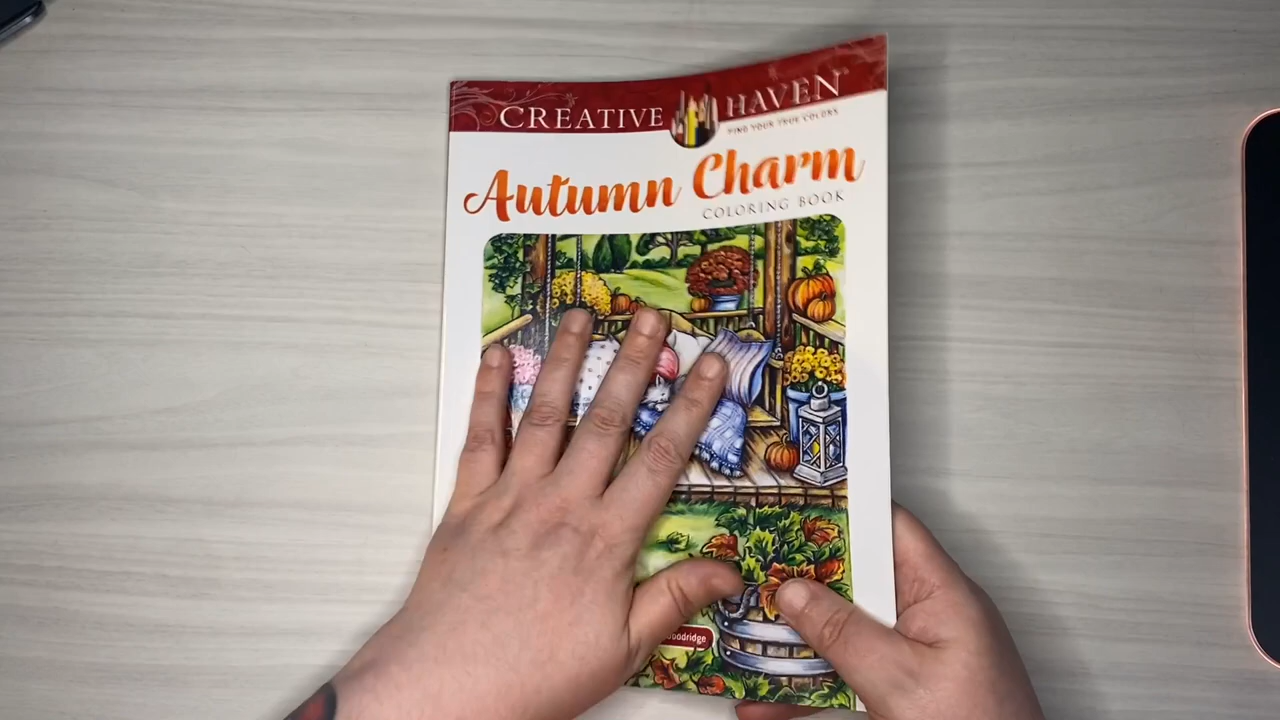 CREATIVE HAVEN
FIND YOUR TRUE COLORS
Autumn Charm
COLORING BOOK